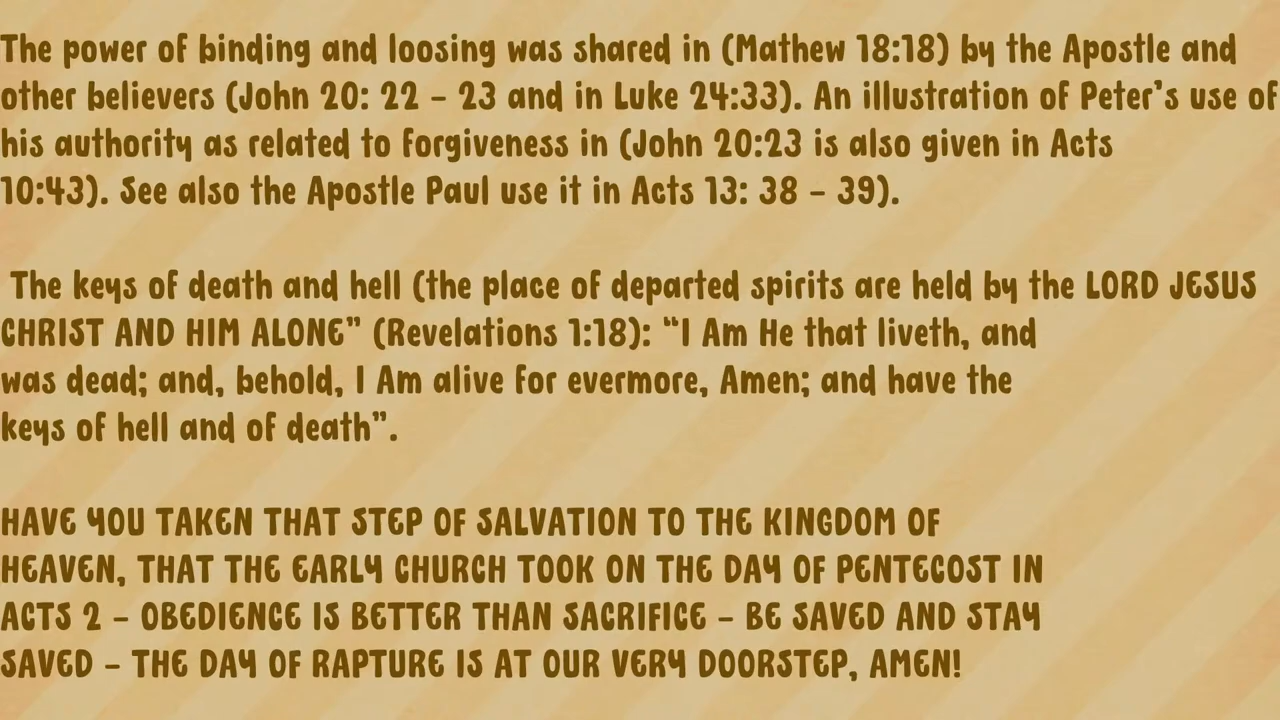 The power of binding and loosing was shared in (Mathew 18:18) by the Apostle and
other believers (John 20: 22 – 23 and in Luke 24:33). An illustration of Peter’s use of
his authority as related to Forgiveness in (John 20:23 is also given in Acts
10:43). See also the Apostle Paul use it in Acts 13: 38 – 39).
The keys of death and hell (the place of departed spirits are held by the LORD JESUS
CHRIST AND HIM ALONE” (Revelations 1:18): “I Am He that liveth, and
was dead; and, behold, I Am alive for evermore, Amen; and have the
keys of hell and of death”.
HAVE YOU TAKEN THAT STEP OF SALVATION TO THE KINGDOM OF
HEAVEN, THAT THE EARLY CHURCH TOOK ON THE DAY OF PENTECOST IN
ACTS 2 – OBEDIENCE IS BETTER THAN SACRIFICE – BE SAVED AND STAY
SAVED – THE DAY OF RAPTURE IS AT OUR VERY DOORSTEP, AMEN!